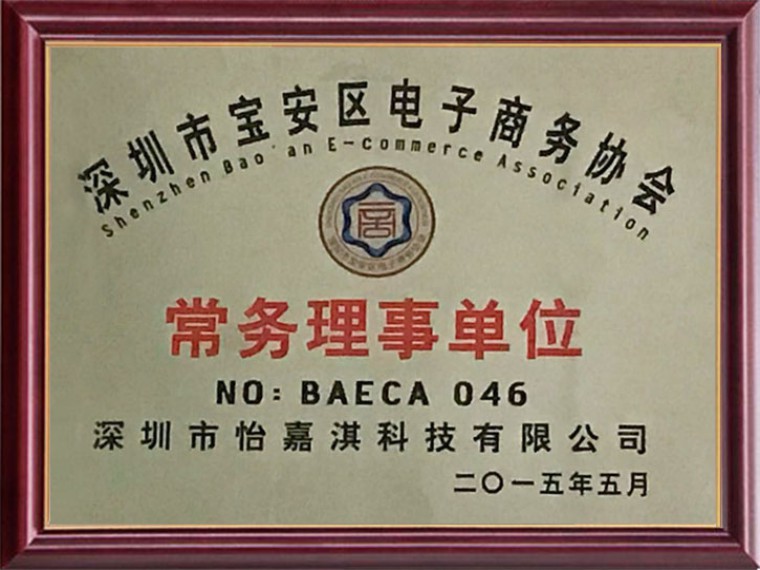 深圳市宝安区电子商务协会
Shenzhen Bao'an E-commerce Association
常务理事单位
NO: BAECA 046
深圳市怡嘉淇科技有限公司
二〇一五年五月